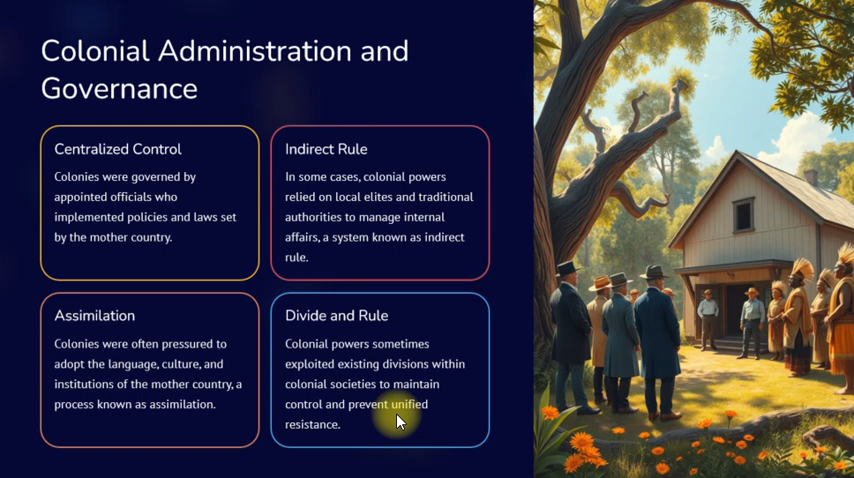 Colonial Administration and
Governance
Centralized Control
Colonies were governed by
appointed officials who
implemented policies and laws set
by the mother country.
Indirect Rule
In some cases, colonial powers
relied on local elites and traditional
authorities to manage internal
affairs, a system known as indirect
rule.
Assimilation
Colonies were often pressured to
adopt the language, culture, and
institutions of the mother country, a
process known as assimilation.
Divide and Rule
Colonial powers sometimes
exploited existing divisions within
colonial societies to maintain
control and prevent unified
resistance.